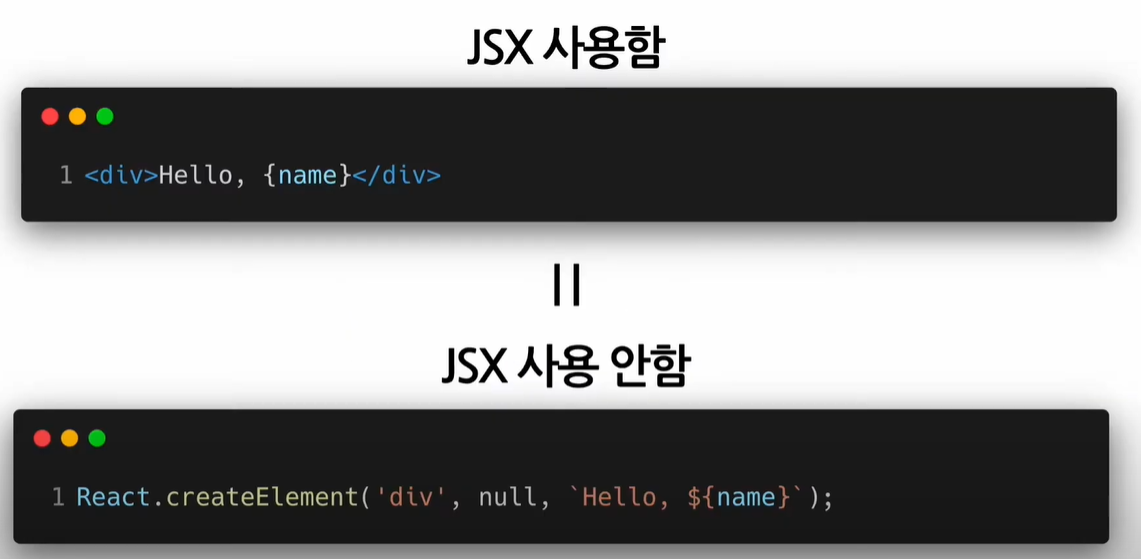 JSX 사용함
1 <div>Hello, {name}</div>
||
JSX 사용 안함
1 React.createElement('div', null, `Hello, ${name}`);